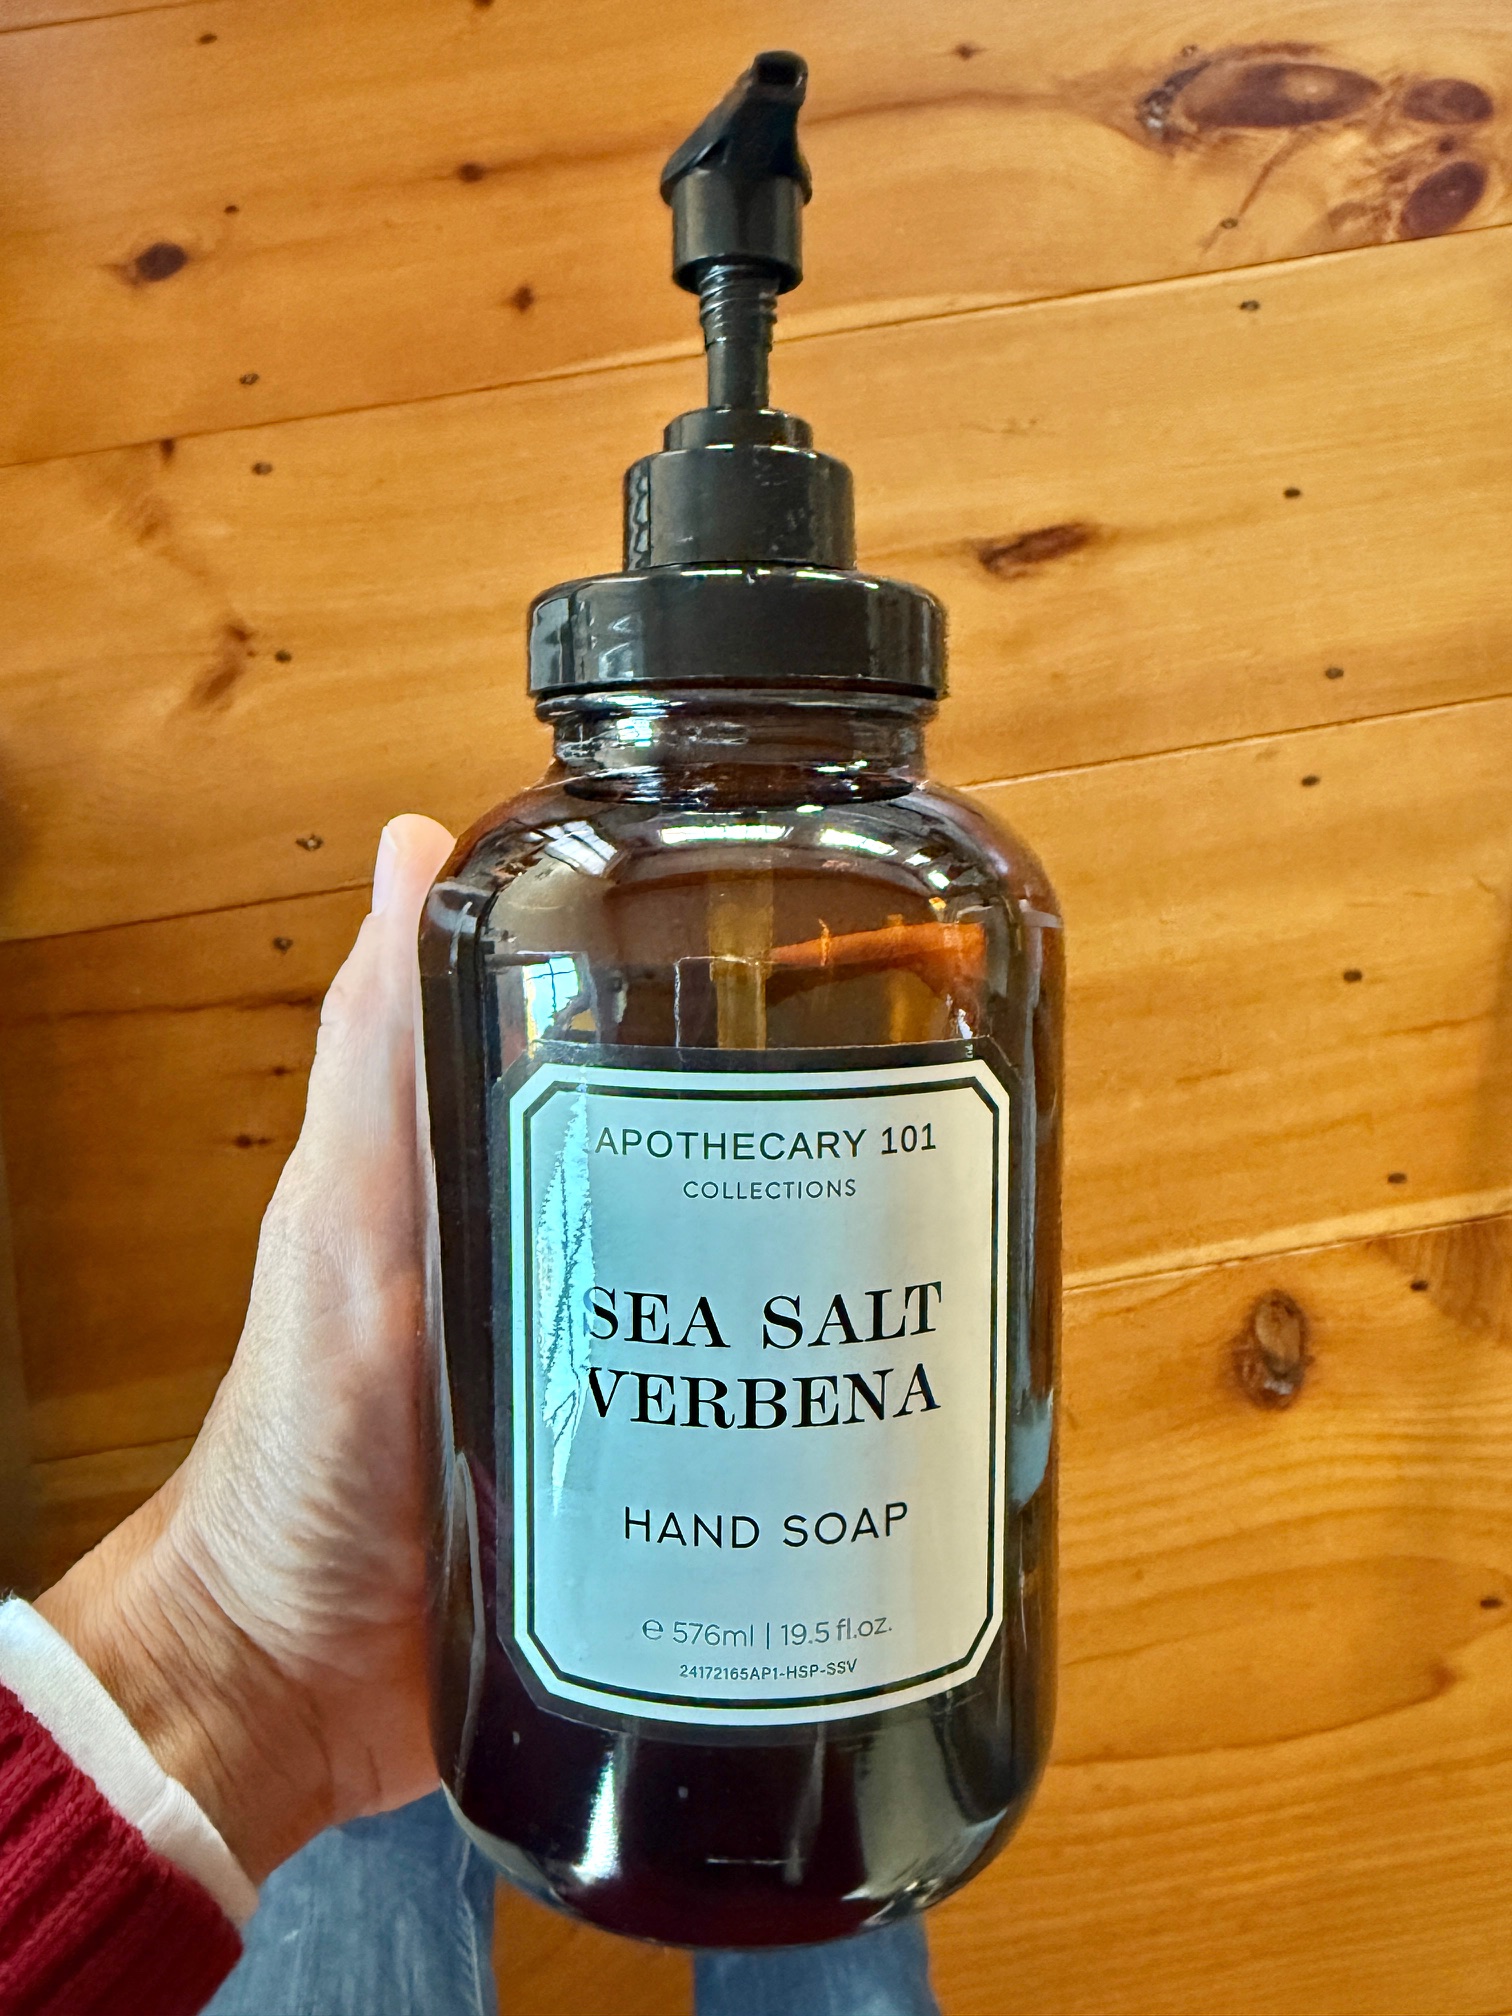 APOTHECARY 101
COLLECTIONS
SEA SALT
VERBENA
HAND SOAP
℮ 576ml | 19.5 fl.oz.
24172165AP1-HSP-SSV